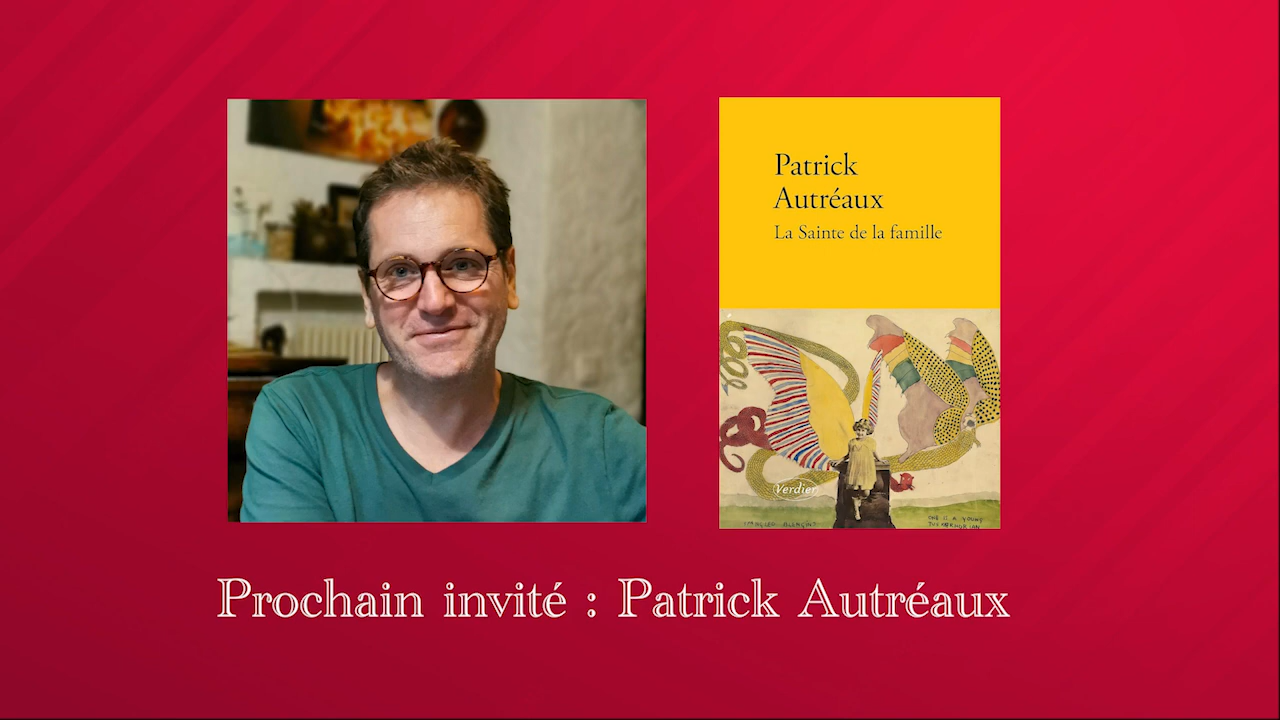 Patrick
Autréaux
La Sainte de la famille
Verdier
Prochain invité : Patrick Autréaux